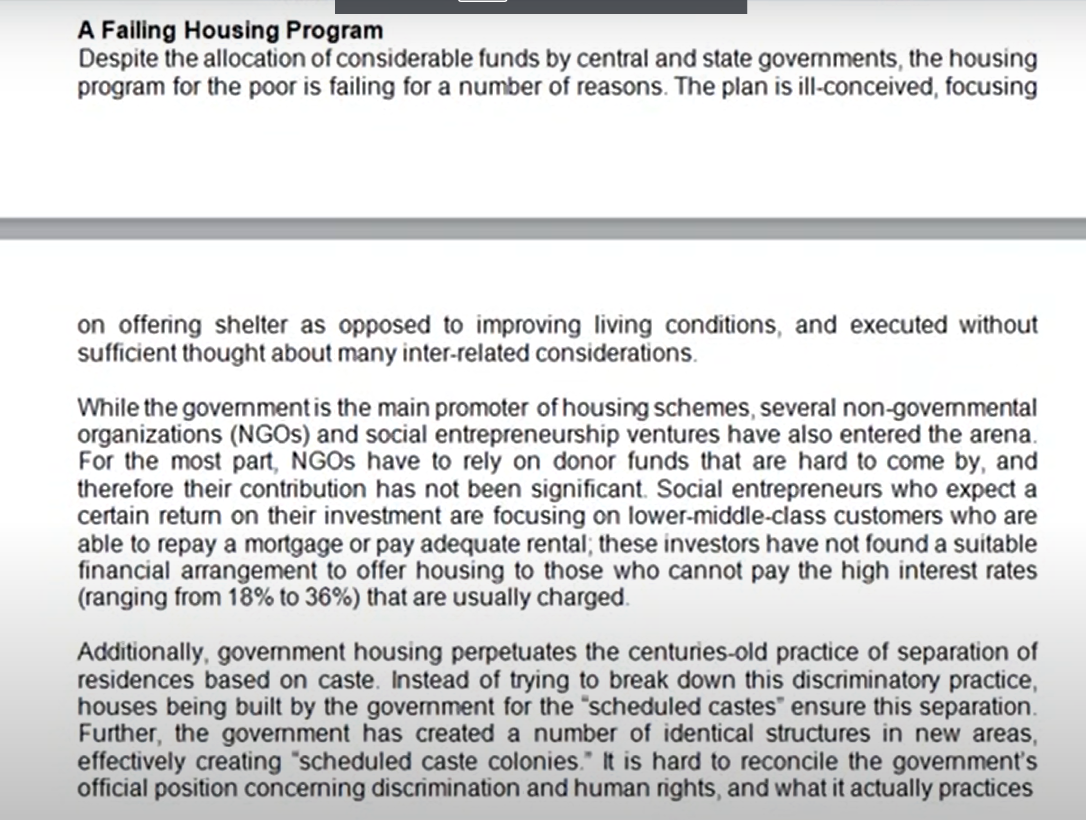 A Failing Housing Program
Despite the allocation of considerable funds by central and state governments, the housing
program for the poor is failing for a number of reasons. The plan is ill-conceived, focusing
on offering shelter as opposed to improving living conditions, and executed without
sufficient thought about many inter-related considerations.
While the government is the main promoter of housing schemes, several non-governmental
organizations (NGOs) and social entrepreneurship ventures have also entered the arena.
For the most part, NGOs have to rely on donor funds that are hard to come by, and
therefore their contribution has not been significant. Social entrepreneurs who expect a
certain return on their investment are focusing on lower-middle-class customers who are
able to repay a mortgage or pay adequate rental; these investors have not found a suitable
financial arrangement to offer housing to those who cannot pay the high interest rates
(ranging from 18% to 36%) that are usually charged.
Additionally, government housing perpetuates the centuries-old practice of separation of
residences based on caste. Instead of trying to break down this discriminatory practice,
houses being built by the government for the "scheduled castes" ensure this separation.
Further, the government has created a number of identical structures in new areas,
effectively creating "scheduled caste colonies." It is hard to reconcile the government's
official position concerning discrimination and human rights, and what it actually practices